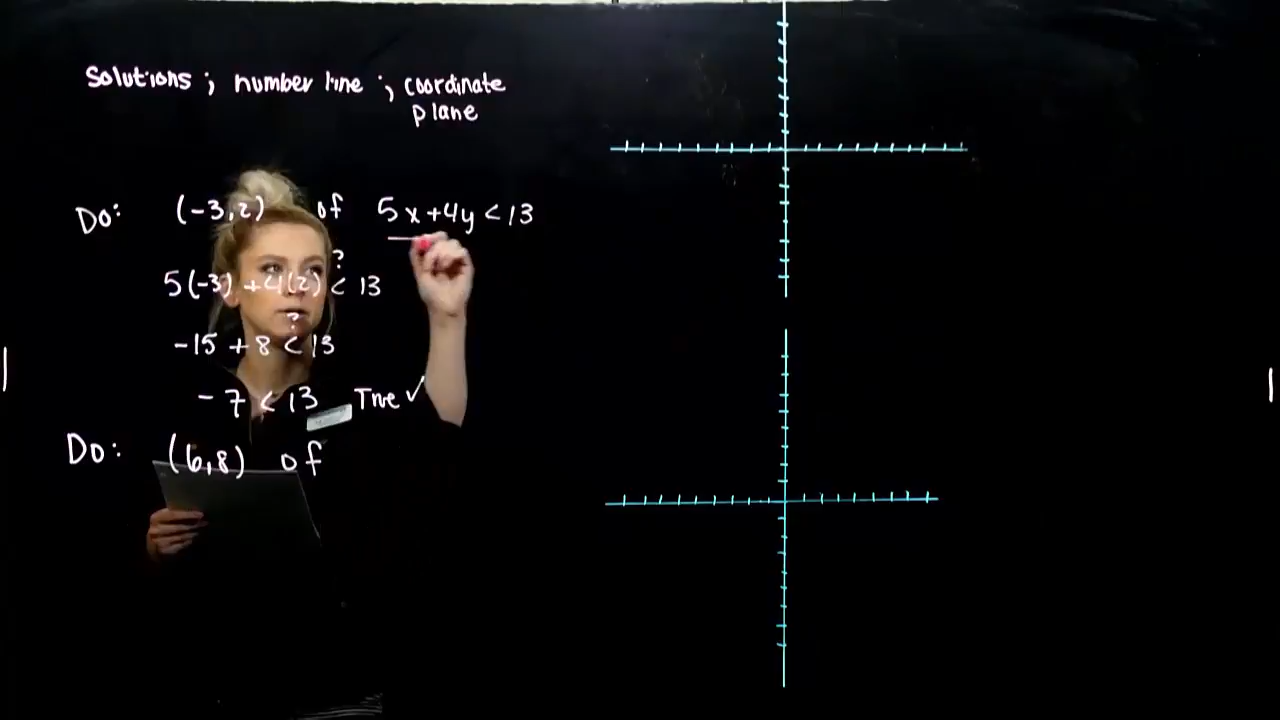 Solutions ; number line ; coordinate
plane
Do: (-3,2) of 5x+4y<13
?
5(-3) +4(2) < 13
?
-15 + 8 < 13
-7 < 13 True ✓
Do: (6,8) of